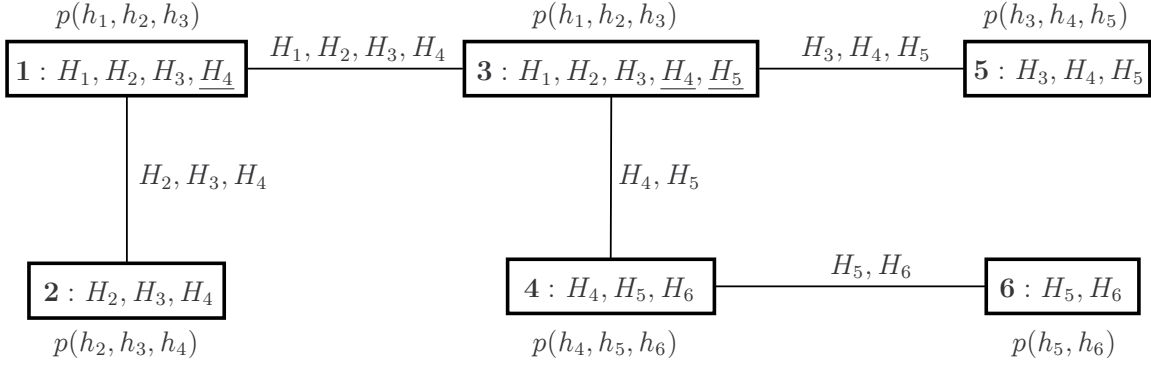 p(h₁, h₂, h₃)
p(h₁, h₂, h₃)
p(h₃, h₄, h₅)
H₁, H₂, H₃, H₄
H₃, H₄, H₅
1 : H₁, H₂, H₃, H₄
3 : H₁, H₂, H₃, H₄, H₅
5 : H₃, H₄, H₅
H₂, H₃, H₄
H₄, H₅
H₅, H₆
2 : H₂, H₃, H₄
4 : H₄, H₅, H₆
6 : H₅, H₆
p(h₂, h₃, h₄)
p(h₄, h₅, h₆)
p(h₅, h₆)